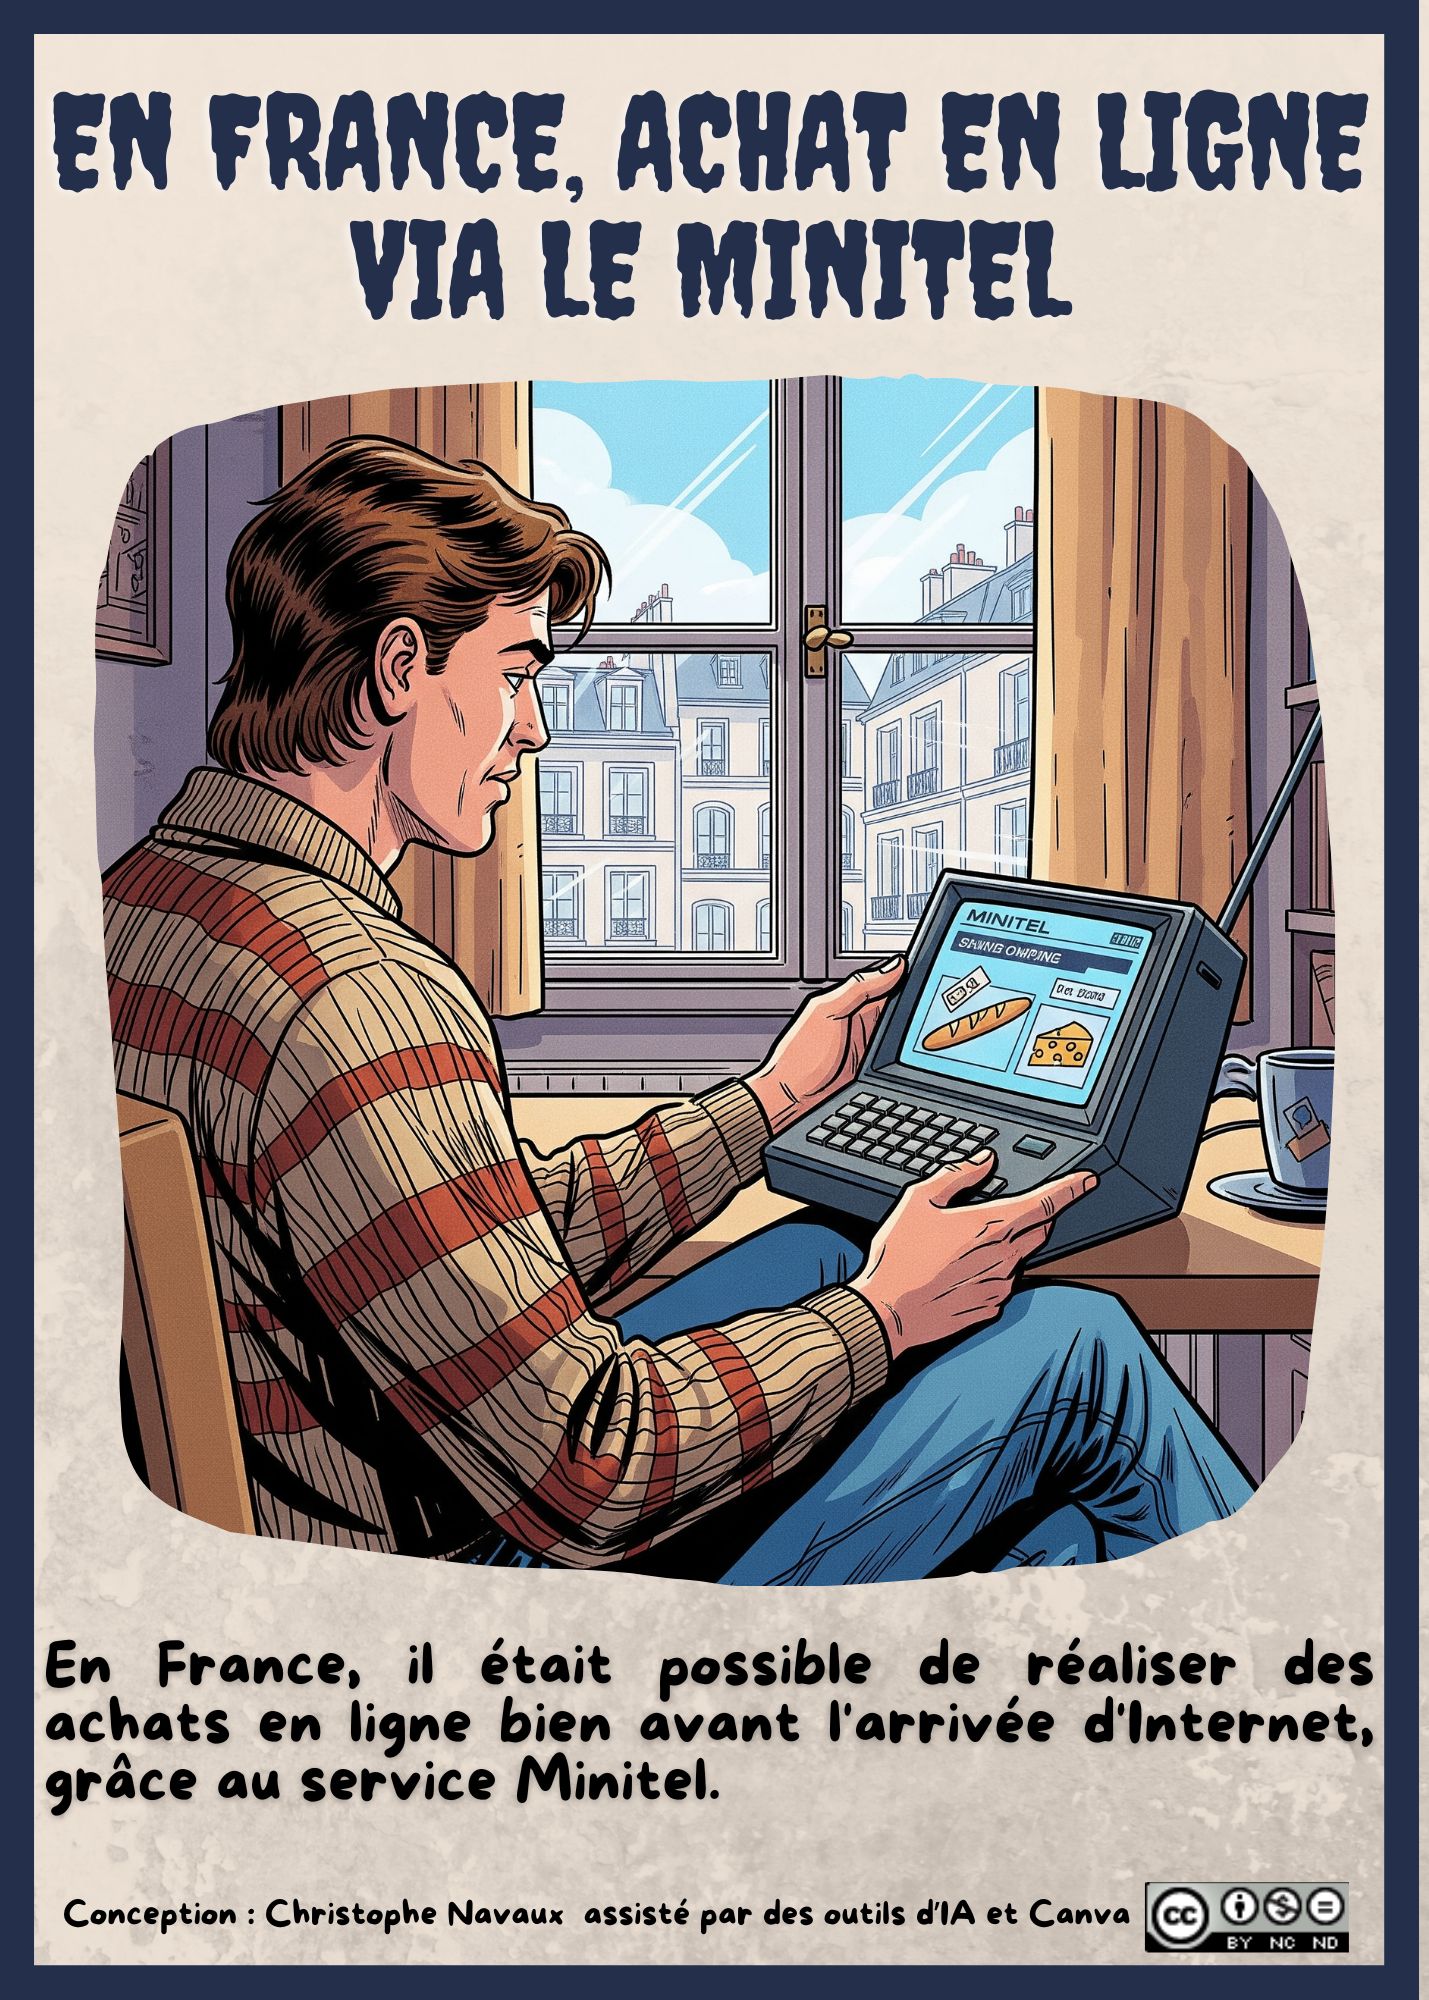 EN FRANCE, ACHAT EN LIGNE
VIA LE MINITEL
MINITEL
En France, il était possible de réaliser des
achats en ligne bien avant l'arrivée d'Internet,
grâce au service Minitel.
Conception : Christophe Navaux assisté par des outils d'IA et Canva
cc
BY NC ND